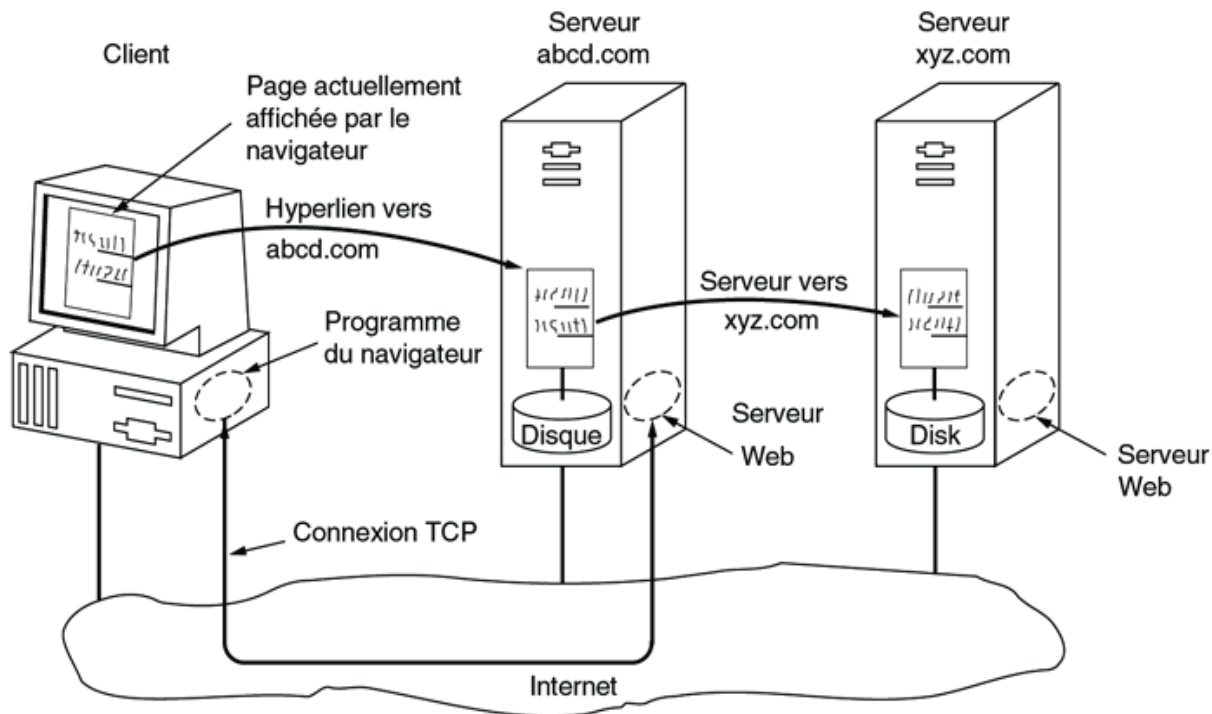 Client
Serveur
abcd.com
Serveur
xyz.com
Page actuellement
affichée par le
navigateur
Hyperlien vers
abcd.com
Serveur vers
xyz.com
Programme
du navigateur
Disque
Serveur
Web
Disk
Serveur
Web
Connexion TCP
Internet